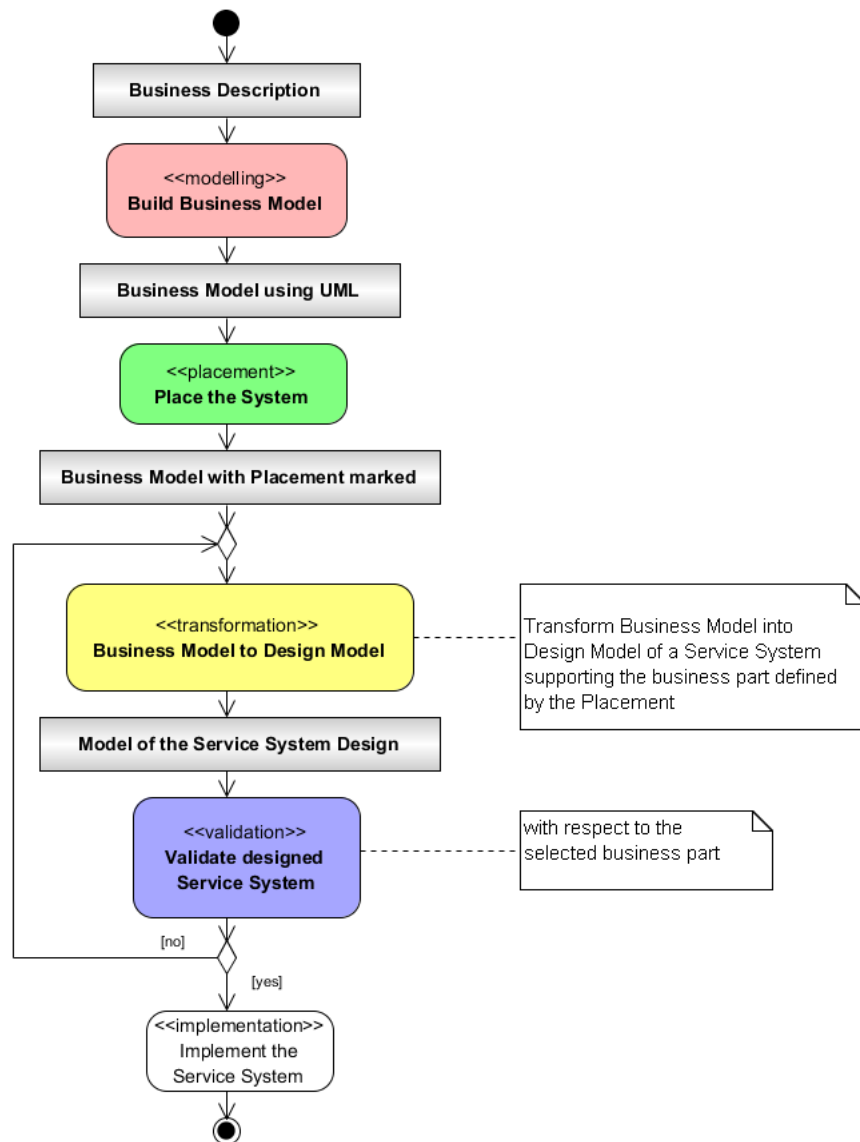 Business Description
<<modelling>>
Build Business Model
Business Model using UML
<<placement>>
Place the System
Business Model with Placement marked
<<transformation>>
Business Model to Design Model
Transform Business Model into
Design Model of a Service System
supporting the business part defined
by the Placement
Model of the Service System Design
<<validation>>
Validate designed
Service System
with respect to the
selected business part
[no]
[yes]
<<implementation>>
Implement the
Service System